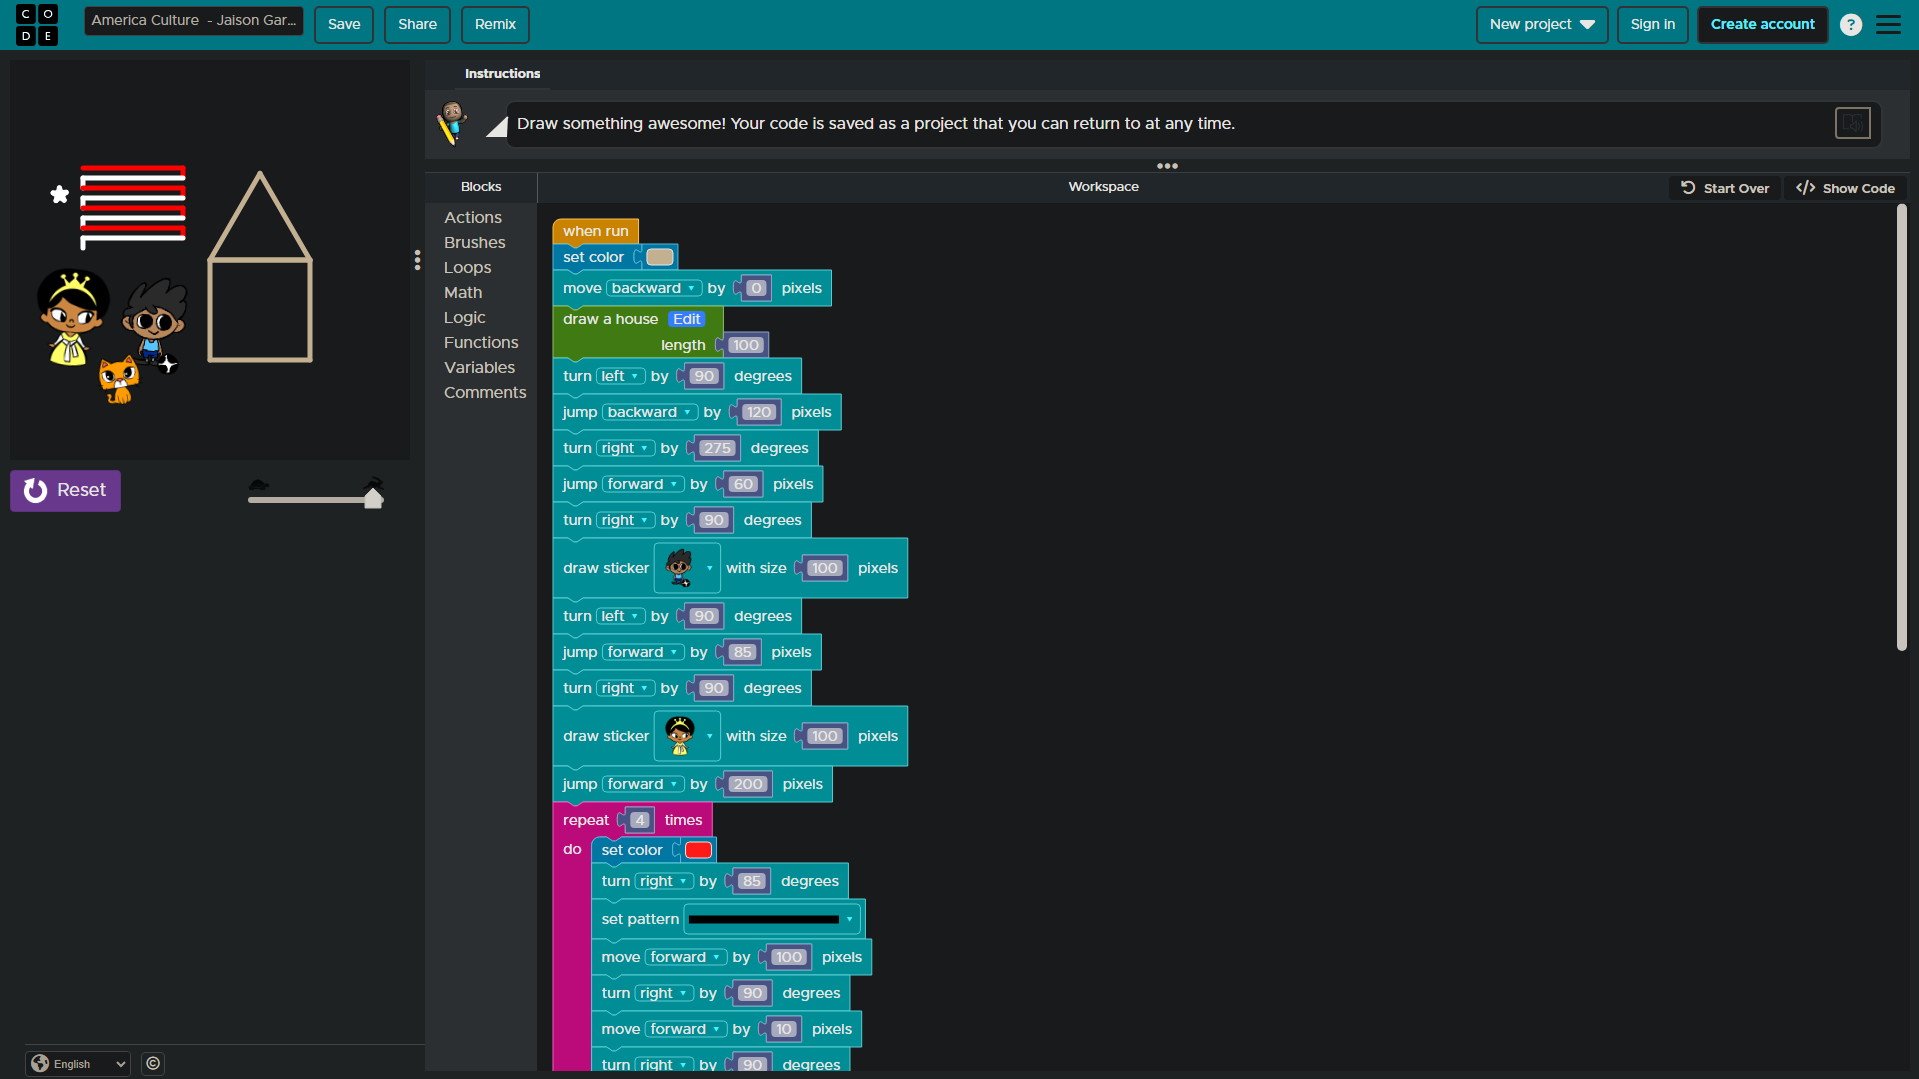 CODE
America Culture - Jaison Gar...
Save
Share
Remix
New project
Sign in
Create account
?
Instructions
Draw something awesome! Your code is saved as a project that you can return to at any time.
Blocks
Workspace
Start Over
</> Show Code
Actions
Brushes
Loops
Math
Logic
Functions
Variables
Comments
Reset
when run
set color
move backward by 0 pixels
draw a house Edit
length 100
turn left by 90 degrees
jump backward by 120 pixels
turn right by 275 degrees
jump forward by 60 pixels
turn right by 90 degrees
draw sticker with size 100 pixels
turn left by 90 degrees
jump forward by 85 pixels
turn right by 90 degrees
draw sticker with size 100 pixels
jump forward by 200 pixels
repeat 4 times
do set color
turn right by 85 degrees
set pattern
move forward by 100 pixels
turn right by 90 degrees
move forward by 10 pixels
turn right by 90 degrees
English
©